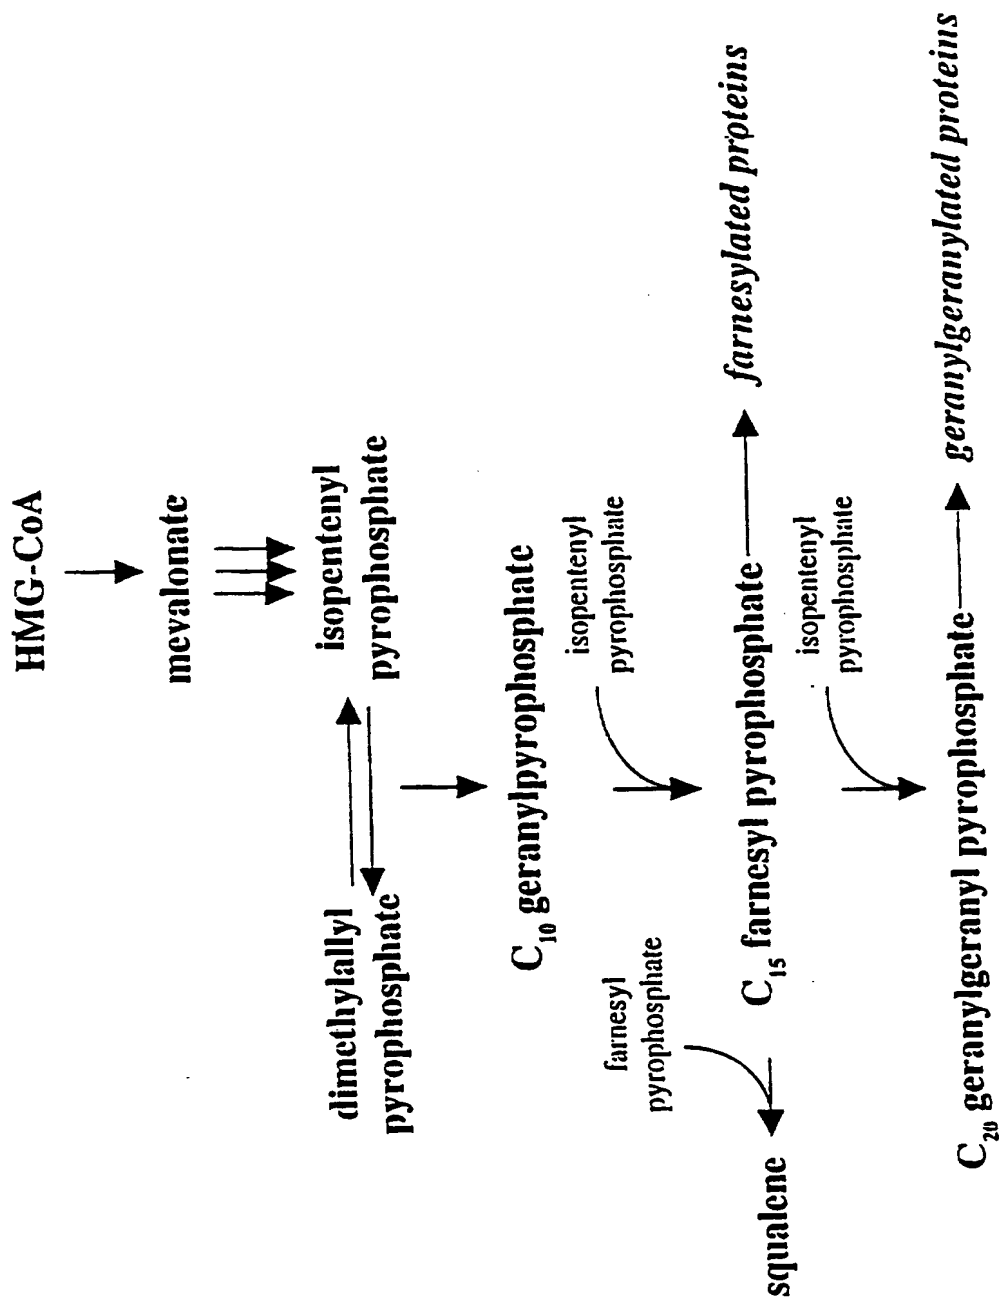 HMG-CoA
mevalonate
isopentenyl
pyrophosphate
dimethylallyl
pyrophosphate
C10 geranylpyrophosphate
isopentenyl
pyrophosphate
farnesyl
pyrophosphate
squalene
C15 farnesyl pyrophosphate
farnesylated proteins
isopentenyl
pyrophosphate
C20 geranylgeranyl pyrophosphate
geranylgeranylated proteins